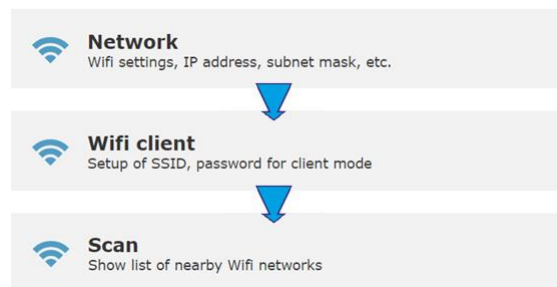 Network
Wifi settings, IP address, subnet mask, etc.
Wifi client
Setup of SSID, password for client mode
Scan
Show list of nearby Wifi networks